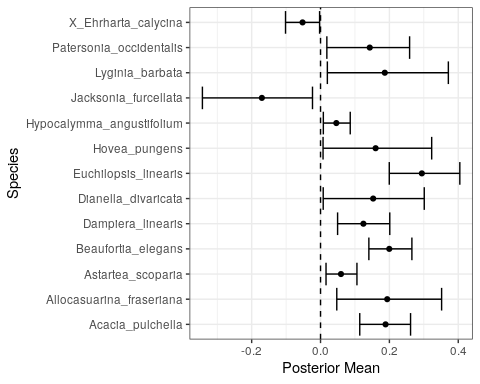 X_Ehrharta_calycina
Patersonia_occidentalis
Lyginia_barbata
Jacksonia_furcellata
Hypocalymma_angustifolium
Hovea_pungens
Euchilopsis_linearis
Dianella_divaricata
Dampiera_linearis
Beaufortia_elegans
Astartea_scoparia
Allocasuarina_fraseriana
Acacia_pulchella
Species
-0.2 0.0 0.2 0.4
Posterior Mean